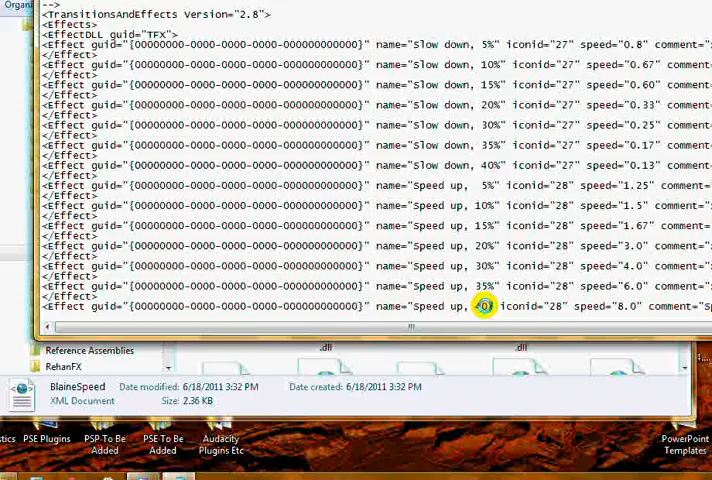 Organi
-->
<TransitionsAndEffects Version="2.8">
<Effects>
<EffectDLL guid="TFX">
<Effect guid="{00000000-0000-0000-000000000000}" name="Slow down, 5%" iconid="27" speed="0.8" comment="S
</Effect>
<Effect guid="{00000000-0000-0000-000000000000}" name="Slow down, 10%" iconid="27" speed="0.67" comment=
</Effect>
<Effect guid="{00000000-0000-0000-000000000000}" name="Slow down, 15%" iconid="27" speed="0.60" comment=
</Effect>
<Effect guid="{00000000-0000-0000-000000000000}" name="Slow down, 20%" iconid="27" speed="0.33" comment=
</Effect>
<Effect guid="{00000000-0000-0000-000000000000}" name="Slow down, 30%" iconid="27" speed="0.25" comment=
</Effect>
<Effect guid="{00000000-0000-0000-000000000000}" name="Slow down, 35%" iconid="27" speed="0.17" comment=
</Effect>
<Effect guid="{00000000-0000-0000-000000000000}" name="Slow down, 40%" iconid="27" speed="0.13" comment=
</Effect>
<Effect guid="{00000000-0000-0000-000000000000}" name="Speed up,  5%" iconid="28" speed="1.25" comment=
</Effect>
<Effect guid="{00000000-0000-0000-000000000000}" name="Speed up, 10%" iconid="28" speed="1.5" comment="S
</Effect>
<Effect guid="{00000000-0000-0000-000000000000}" name="Speed up, 15%" iconid="28" speed="1.67" comment=
</Effect>
<Effect guid="{00000000-0000-0000-000000000000}" name="Speed up, 20%" iconid="28" speed="3.0" comment="S
</Effect>
<Effect guid="{00000000-0000-0000-000000000000}" name="Speed up, 30%" iconid="28" speed="4.0" comment="S
</Effect>
<Effect guid="{00000000-0000-0000-000000000000}" name="Speed up, 35%" iconid="28" speed="6.0" comment="S
</Effect>
<Effect guid="{00000000-0000-0000-000000000000}" name="Speed up, iconid="28" speed="8.0" comment="Sp
Reference Assemblies
.dll .dll
RehanFX
BlaineSpeed Date modified: 6/18/2011 3:32 PM Date created: 6/18/2011 3:32 PM
XML Document Size: 2.36 KB
stics PSE Plugins PSP To Be Added PSE To Be Added Audacity Plugins Etc PowerPoint Templates